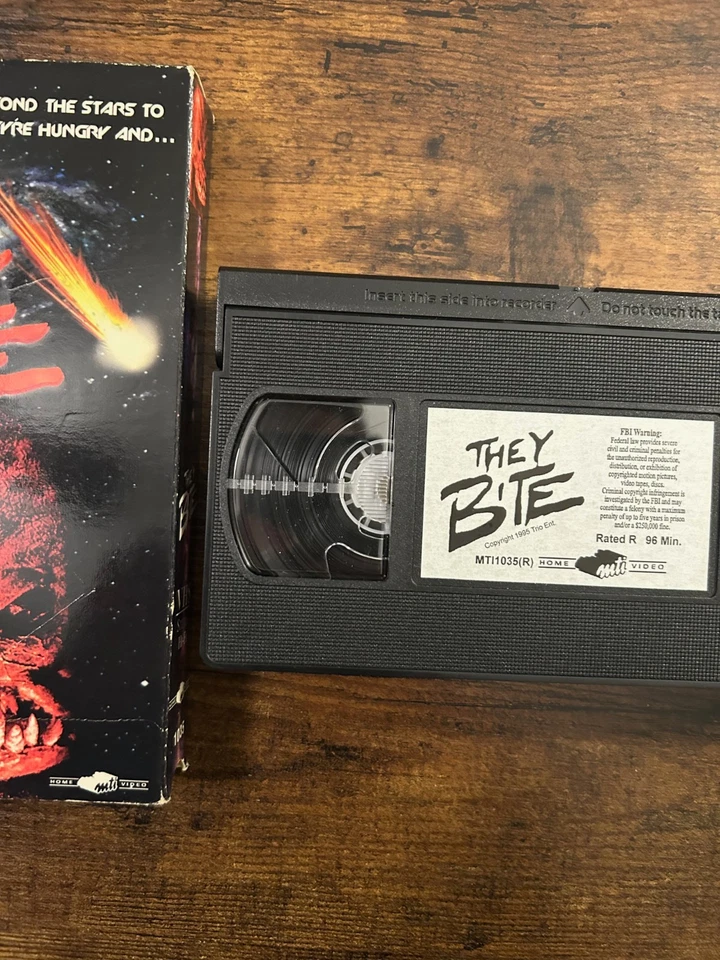 OND THE STARS TO
'RE HUNGRY AND...
HOME mti VIDEO
Insert this side into recorder Do not touch the ta
THEY
BITE
Copyright 1995 Trio Ent.
MTI1035(R)
FBI Warning:
Federal law provides severe
civil and criminal penalties for
the unauthorized reproduction,
distribution, or exhibition of
copyrighted motion pictures,
video tapes, discs.
Criminal copyright infringement is
investigated by the FBI and may
constitute a felony with a maximum
penalty of up to five years in prison
and/or a $250,000 fine.
Rated R 96 Min.
HOME mti VIDEO